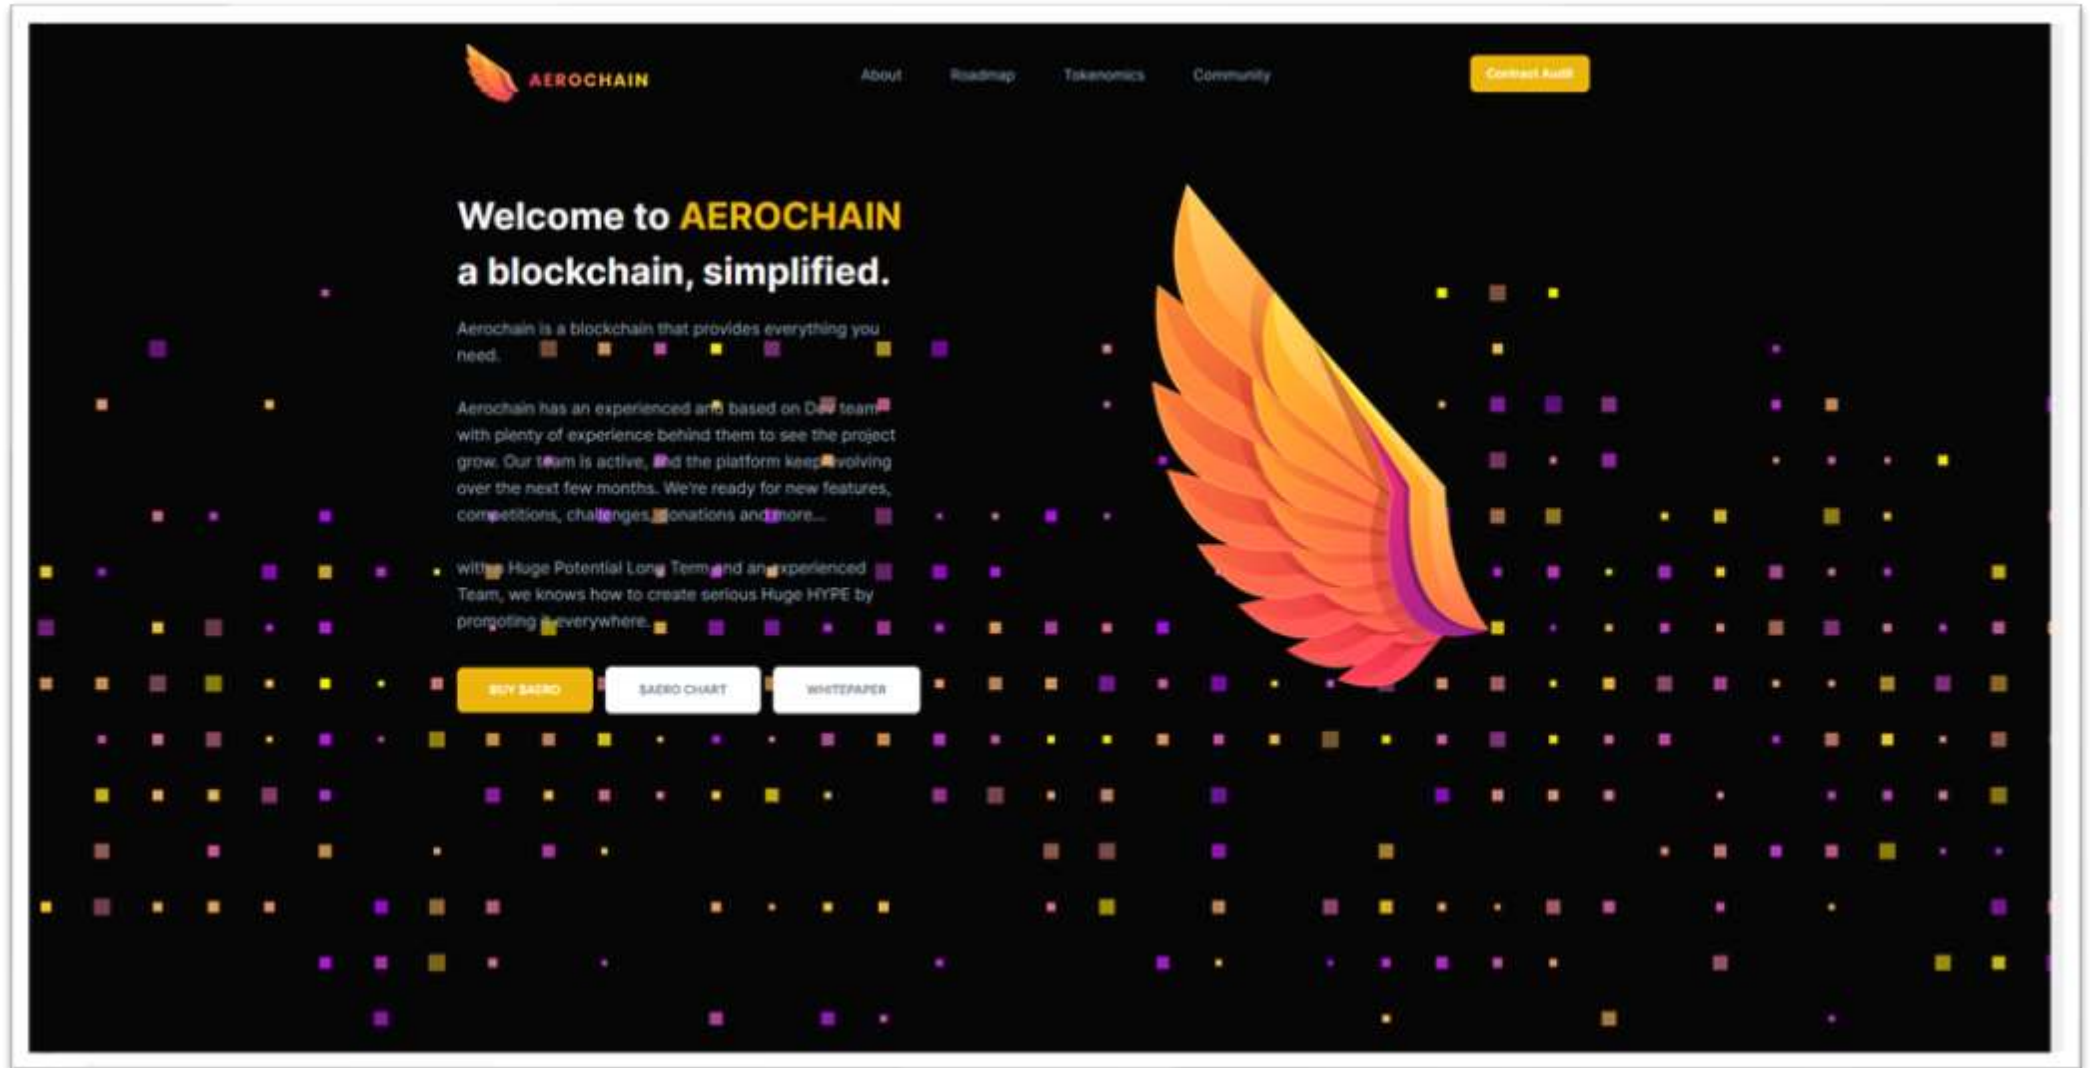 AEROCHAIN
About
Roadmap
Tokenomics
Community
Contract Audit
Welcome to AEROCHAIN
a blockchain, simplified.
Aerochain is a blockchain that provides everything you
need.
Aerochain has an experienced and based on Dev team
with plenty of experience behind them to see the project
grow. Our team is active, and the platform keep evolving
over the next few months. We're ready for new features,
competitions, challenges, donations and more...
with a Huge Potential Long Term and an experienced
Team, we knows how to create serious Huge HYPE by
promoting it everywhere.
BUY $AERO
$AERO CHART
WHITEPAPER